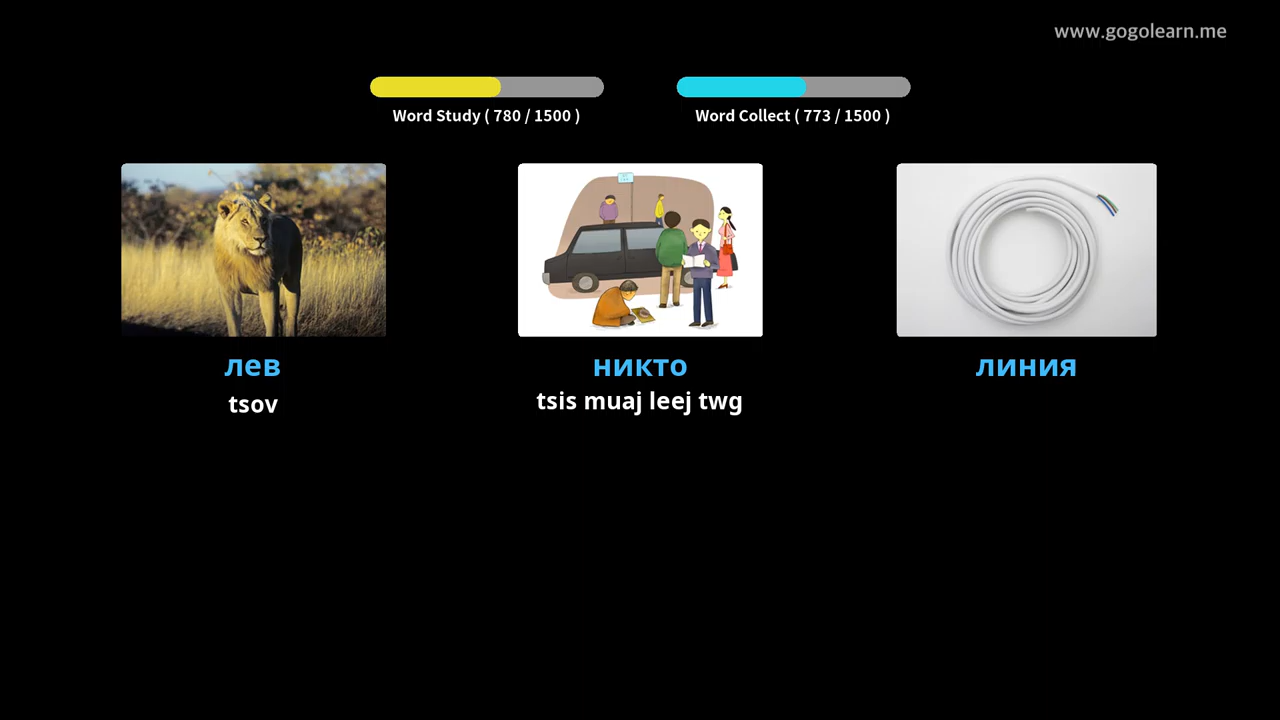 www.gogolearn.me
Word Study ( 780 / 1500 )
Word Collect ( 773 / 1500 )
лев
никто
линия
tsov
tsis muaj leej twg